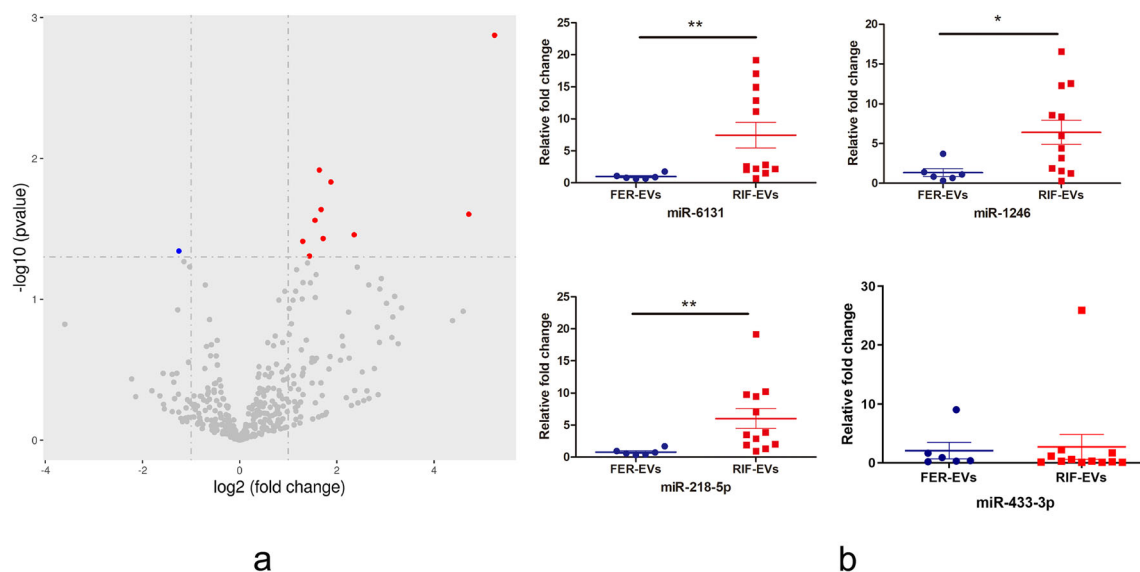 3
2
1
0
-log10 (pvalue)
-4
-2
0
2
4
log2 (fold change)
a
25
20
15
10
5
0
Relative fold change
**
FER-EVs
RIF-EVs
miR-6131
20
15
10
5
0
Relative fold change
*
FER-EVs
RIF-EVs
miR-1246
25
20
15
10
5
0
Relative fold change
**
FER-EVs
RIF-EVs
miR-218-5p
30
20
10
0
Relative fold change
FER-EVs
RIF-EVs
miR-433-3p
b